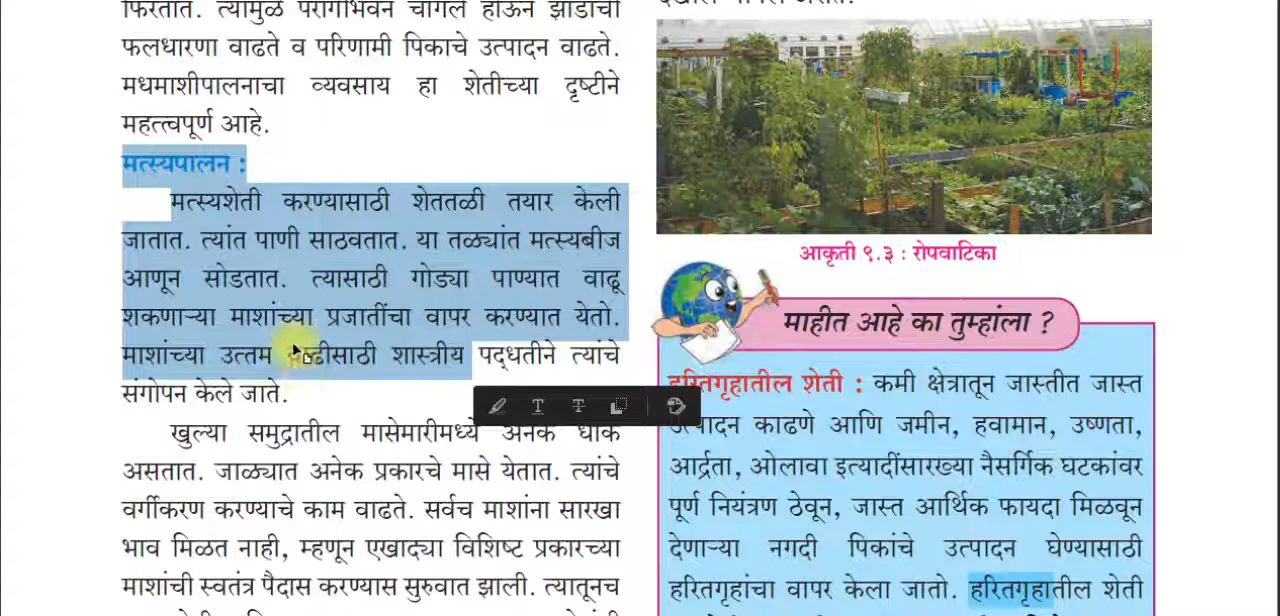 फिरतात. त्यामुळे परागीभवन चांगले होऊन झाडांची
फलधारणा वाढते व परिणामी पिकाचे उत्पादन वाढते.
मधमाशीपालनाचा व्यवसाय हा शेतीच्या दृष्टीने
महत्त्वपूर्ण आहे.
मत्स्यपालन :
मत्स्यशेती करण्यासाठी शेततळी तयार केली
जातात. त्यांत पाणी साठवतात. या तळ्यांत मत्स्यबीज
आणून सोडतात. त्यासाठी गोड्या पाण्यात वाढू
शकणाऱ्या माशांच्या प्रजातींचा वापर करण्यात येतो.
माशांच्या उत्तम वाढीसाठी शास्त्रीय पद्धतीने त्यांचे
संगोपन केले जाते.
खुल्या समुद्रातील मासेमारीमध्ये अनेक धोके
असतात. जाळ्यात अनेक प्रकारचे मासे येतात. त्यांचे
वर्गीकरण करण्याचे काम वाढते. सर्वच माशांना सारखा
भाव मिळत नाही, म्हणून एखाद्या विशिष्ट प्रकारच्या
माशांची स्वतंत्र पैदास करण्यास सुरुवात झाली. त्यातूनच
आकृती ९.३ : रोपवाटिका
माहीत आहे का तुम्हांला ?
हरितगृहातील शेती : कमी क्षेत्रातून जास्तीत जास्त
उत्पादन काढणे आणि जमीन, हवामान, उष्णता,
आर्द्रता, ओलावा इत्यादींसारख्या नैसर्गिक घटकांवर
पूर्ण नियंत्रण ठेवून, जास्त आर्थिक फायदा मिळवून
देणाऱ्या नगदी पिकांचे उत्पादन घेण्यासाठी
हरितगृहांचा वापर केला जातो. हरितगृहातील शेती